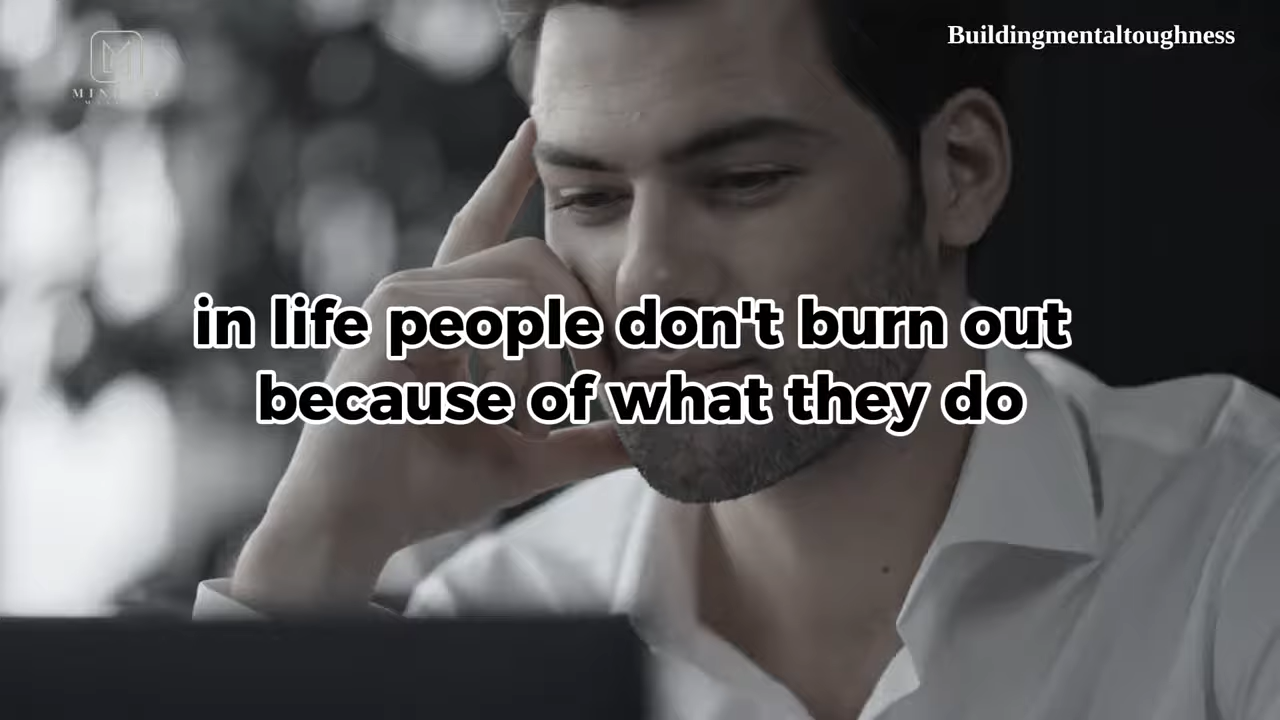 Buildingmentaltoughness
in life people don't burn out
because of what they do